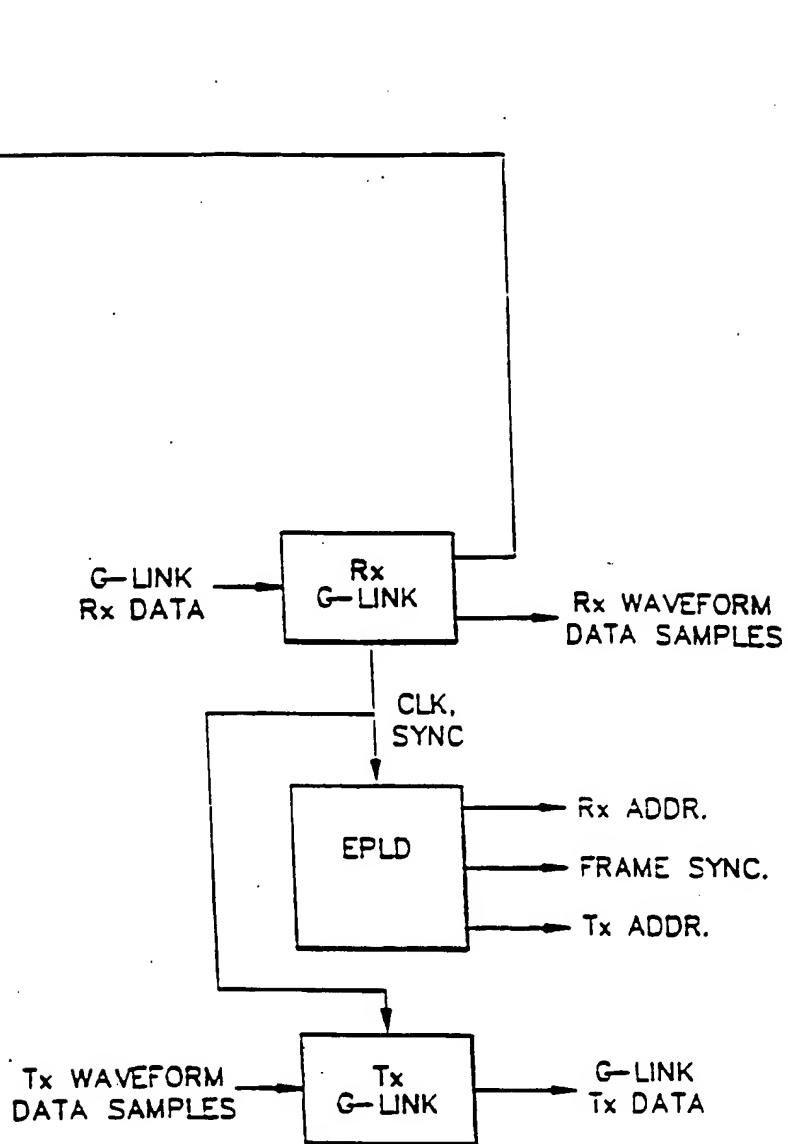 G-LINK
Rx DATA
Rx
G-LINK
Rx WAVEFORM
DATA SAMPLES
CLK,
SYNC
EPLD
Rx ADDR.
FRAME SYNC.
Tx ADDR.
Tx WAVEFORM
DATA SAMPLES
Tx
G-LINK
G-LINK
Tx DATA